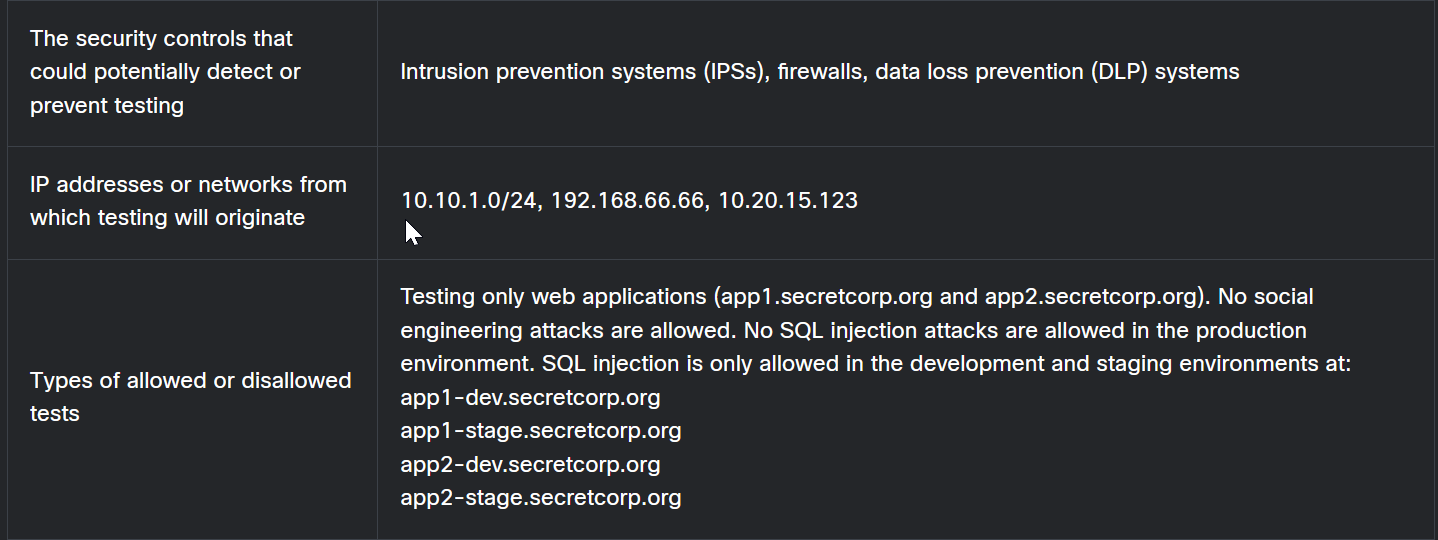 The security controls that
could potentially detect or
prevent testing
Intrusion prevention systems (IPSs), firewalls, data loss prevention (DLP) systems
IP addresses or networks from
which testing will originate
10.10.1.0/24, 192.168.66.66, 10.20.15.123
Types of allowed or disallowed
tests
Testing only web applications (app1.secretcorp.org and app2.secretcorp.org). No social
engineering attacks are allowed. No SQL injection attacks are allowed in the production
environment. SQL injection is only allowed in the development and staging environments at:
app1-dev.secretcorp.org
app1-stage.secretcorp.org
app2-dev.secretcorp.org
app2-stage.secretcorp.org